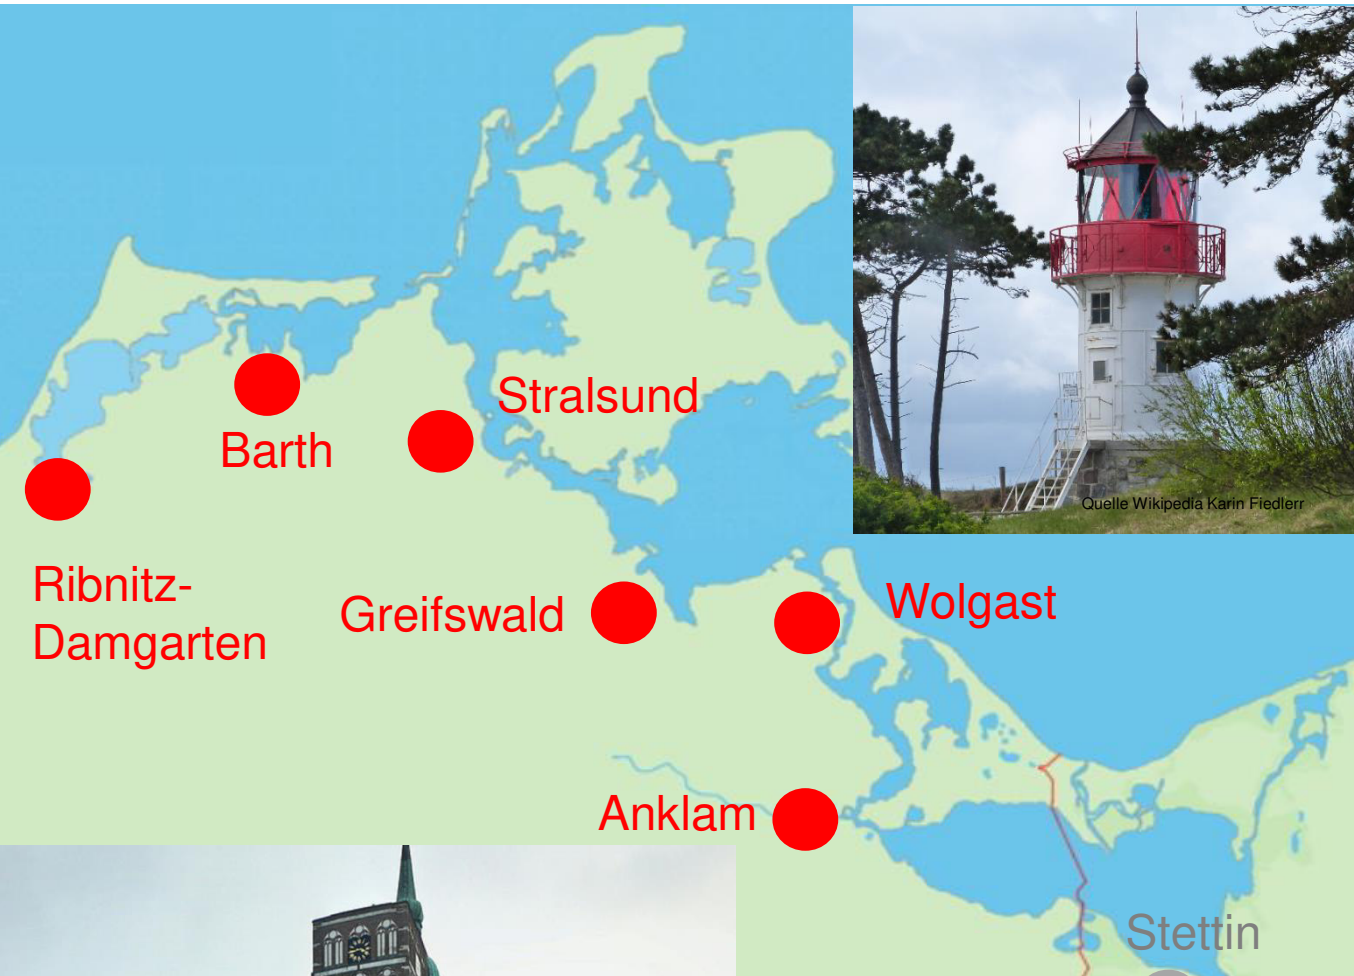 Quelle Wikipedia Karin Fiedlerr
Stralsund
Barth
Ribnitz-
Damgarten
Greifswald
Wolgast
Anklam
Stettin